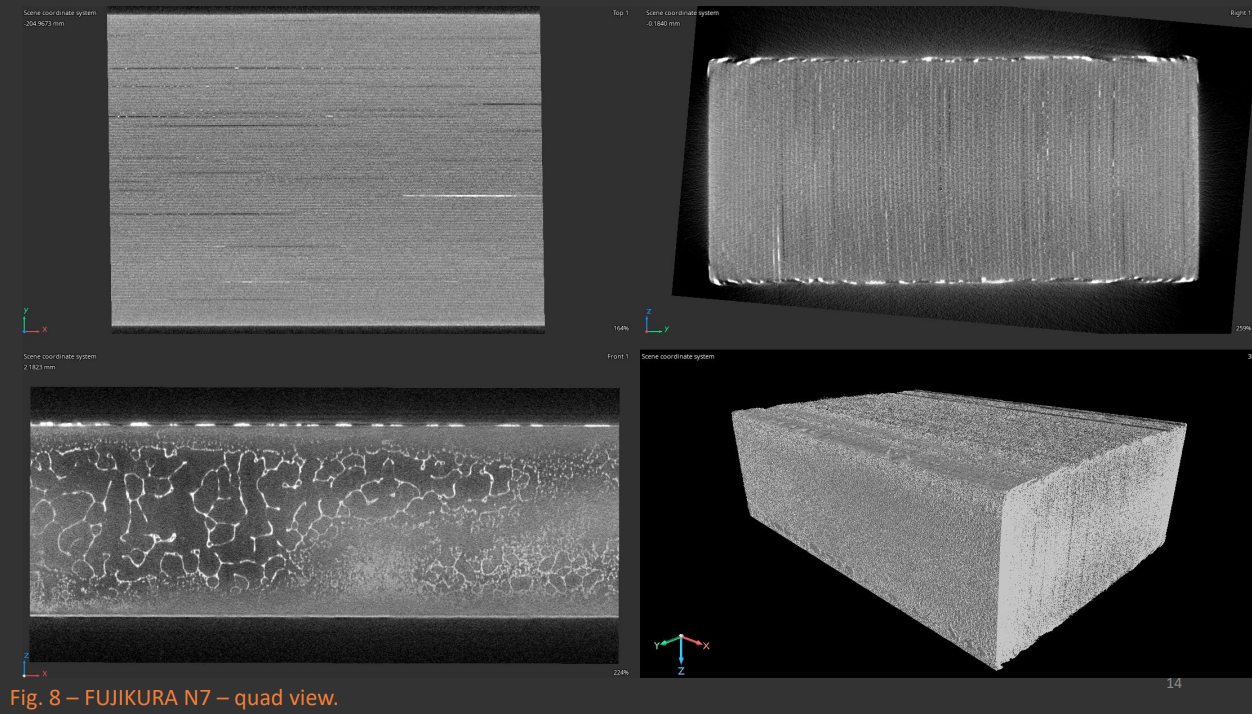 Scene coordinate system
-204.9673 mm
Top 1
Y
X
164%
Scene coordinate system
-0.1840 mm
Right 1
Z
Y
259%
Scene coordinate system
2.1823 mm
Front 1
Z
X
224%
Scene coordinate system
3
Y
X
Z
14
Fig. 8 – FUJIKURA N7 – quad view.